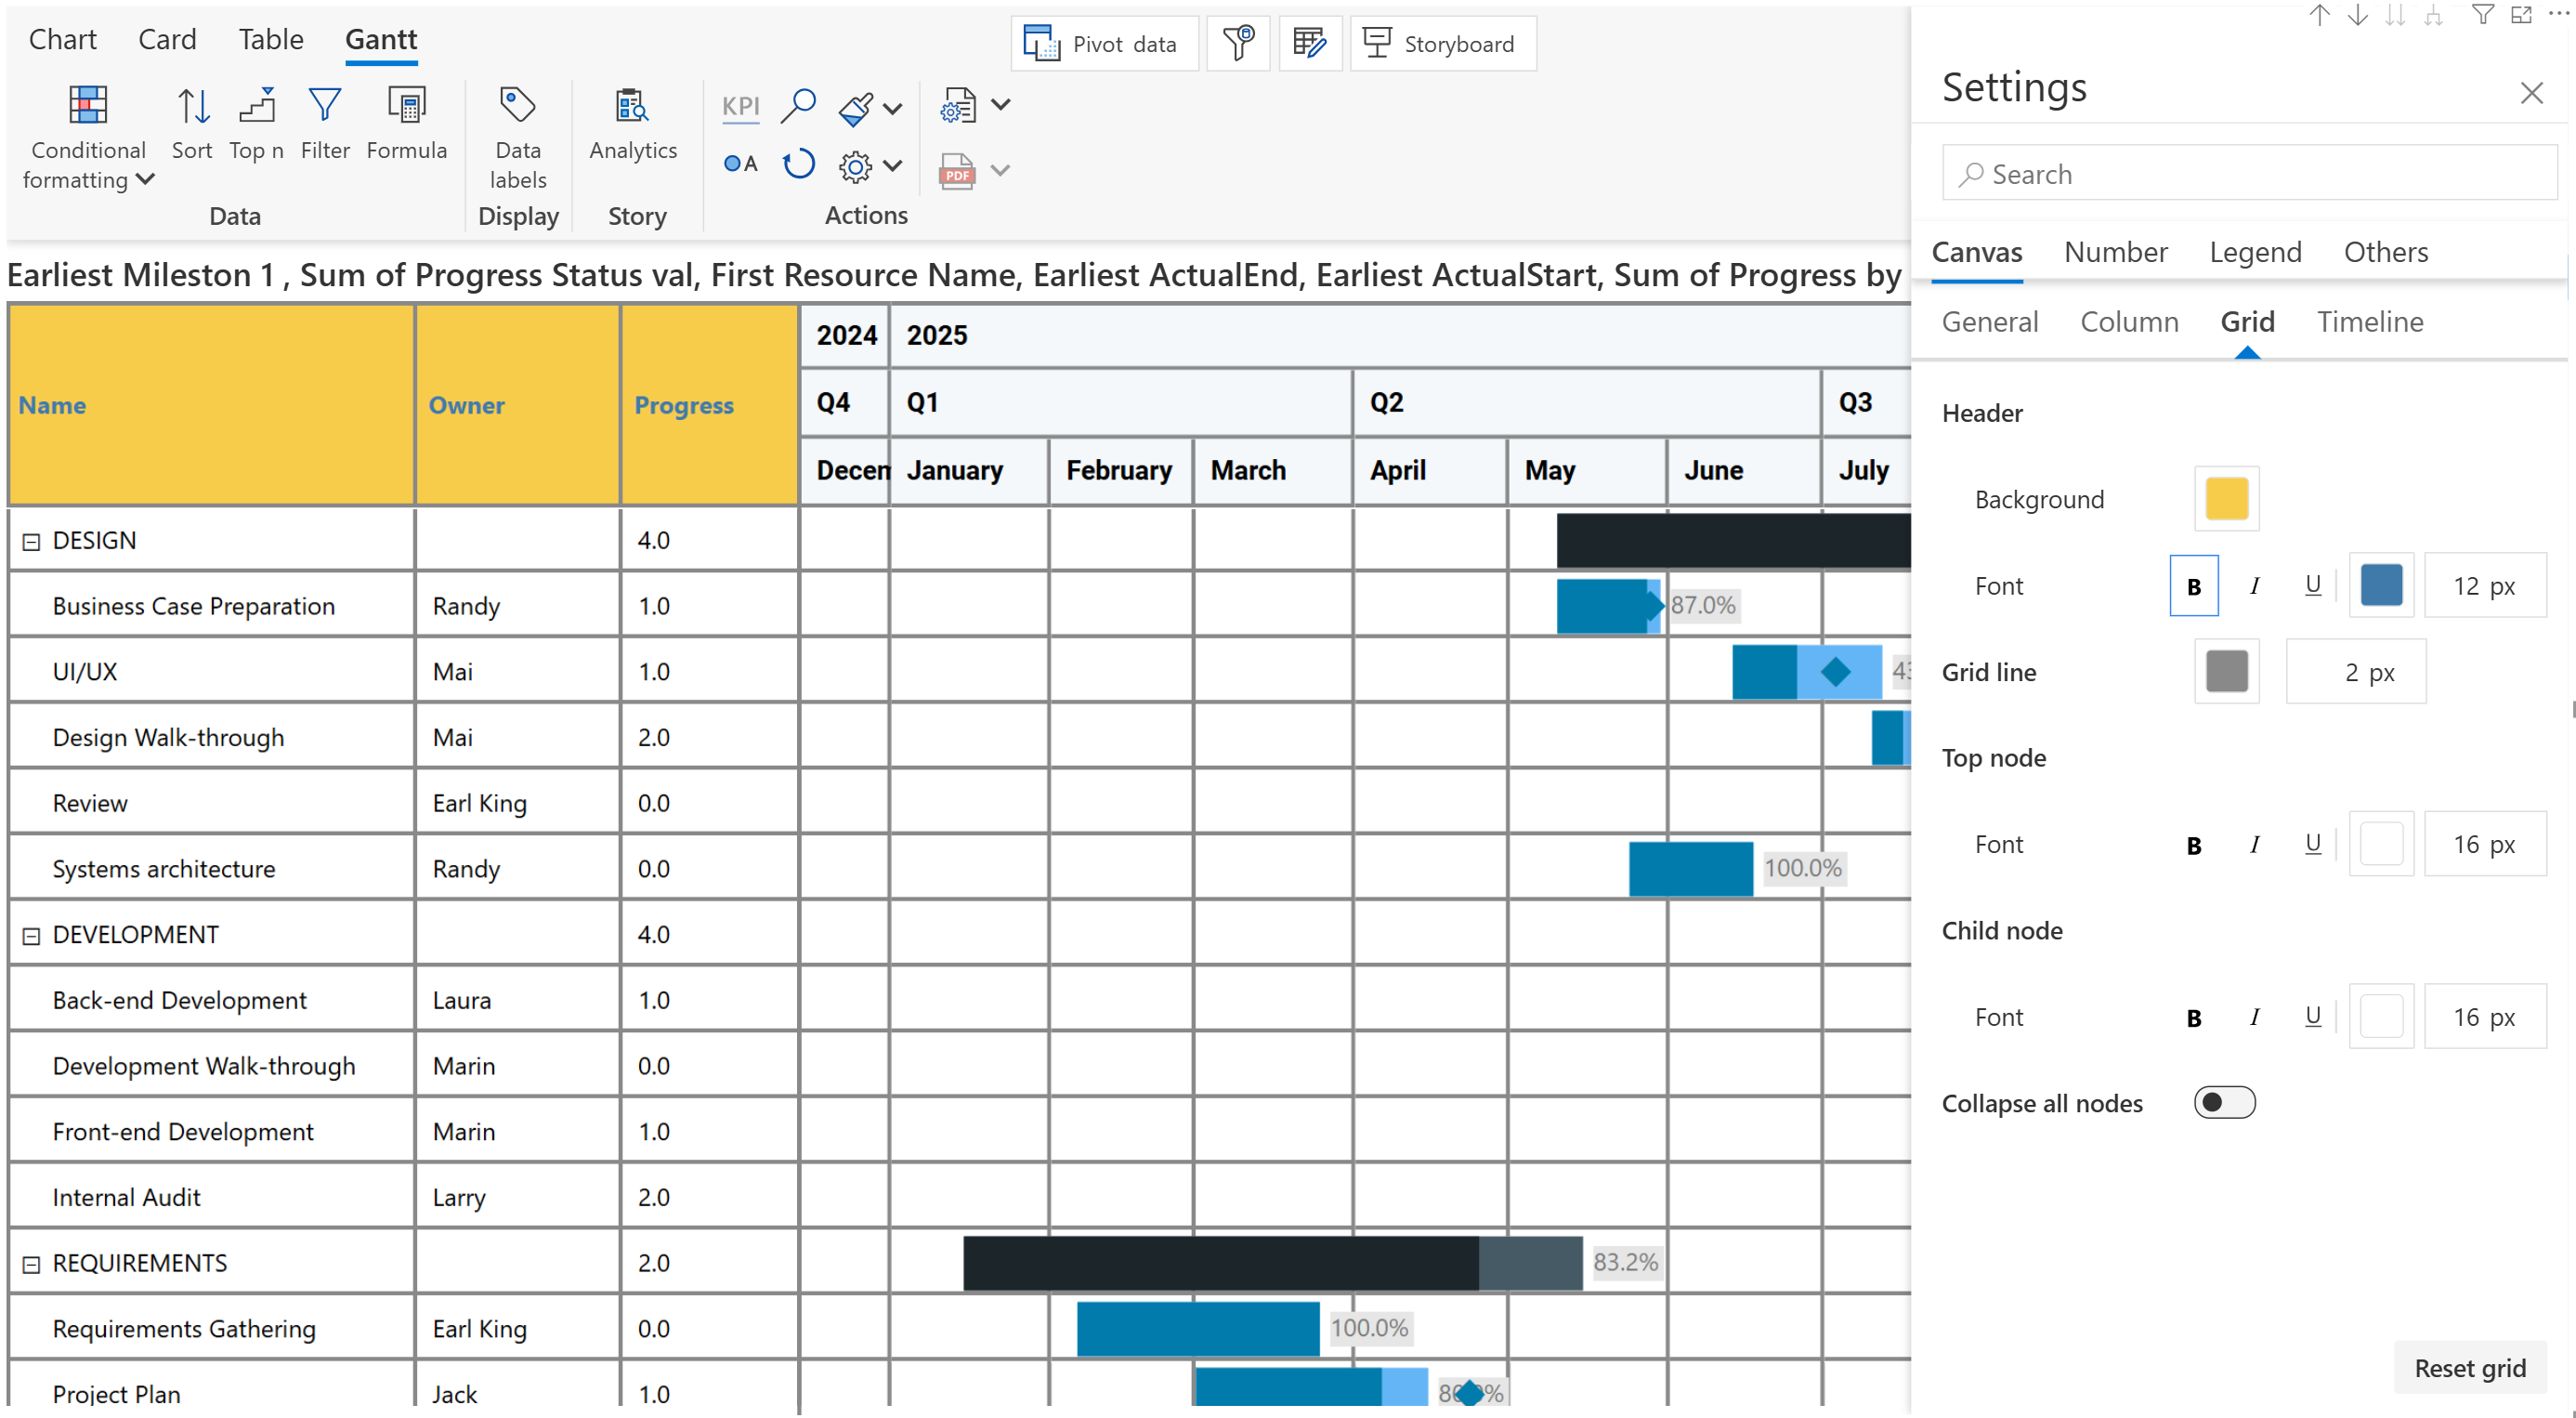 Chart Card Table Gantt
Pivot data
Storyboard
Conditional formatting
Sort
Top n
Filter
Formula
Data labels
Analytics
KPI
A
PDF
Data
Display
Story
Actions
Earliest Mileston 1 , Sum of Progress Status val, First Resource Name, Earliest ActualEnd, Earliest ActualStart, Sum of Progress by
Name Owner Progress
2024 2025
Q4 Q1 Q2 Q3
Decem January February March April May June July
DESIGN 4.0
Business Case Preparation Randy 1.0 87.0%
UI/UX Mai 1.0 43
Design Walk-through Mai 2.0
Review Earl King 0.0
Systems architecture Randy 0.0 100.0%
DEVELOPMENT 4.0
Back-end Development Laura 1.0
Development Walk-through Marin 0.0
Front-end Development Marin 1.0
Internal Audit Larry 2.0
REQUIREMENTS 2.0 83.2%
Requirements Gathering Earl King 0.0 100.0%
Project Plan Jack 1.0
Settings
Search
Canvas Number Legend Others
General Column Grid Timeline
Header
Background
Font B I U 12 px
Grid line 2 px
Top node
Font B I U 16 px
Child node
Font B I U 16 px
Collapse all nodes
Reset grid